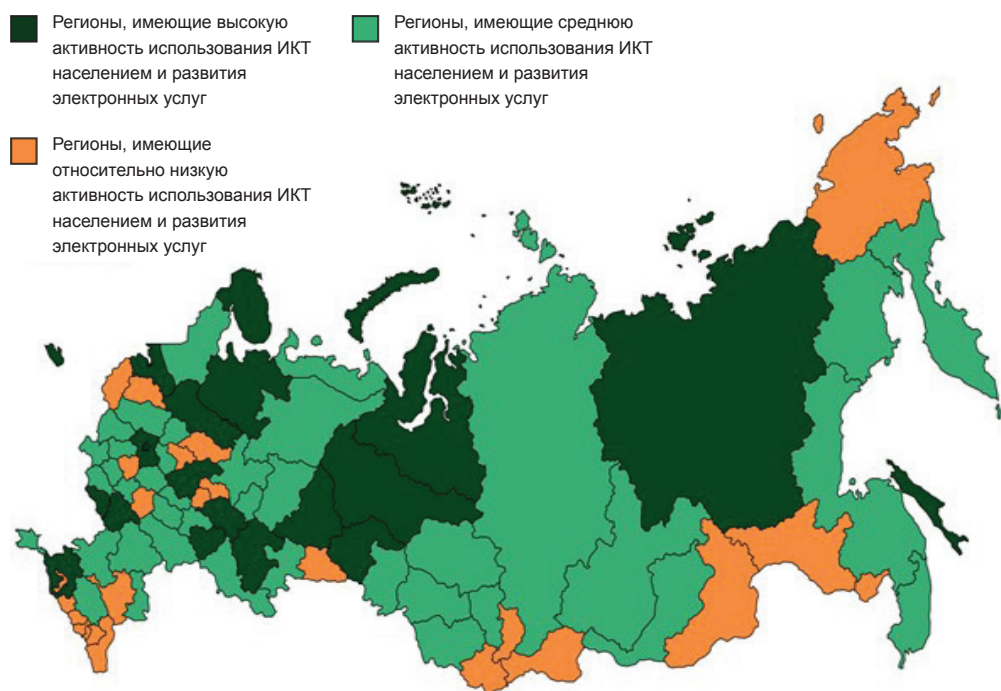 Регионы, имеющие высокую
активность использования ИКТ
населением и развития
электронных услуг
Регионы, имеющие среднюю
активность использования ИКТ
населением и развития
электронных услуг
Регионы, имеющие
относительно низкую
активность использования ИКТ
населением и развития
электронных услуг